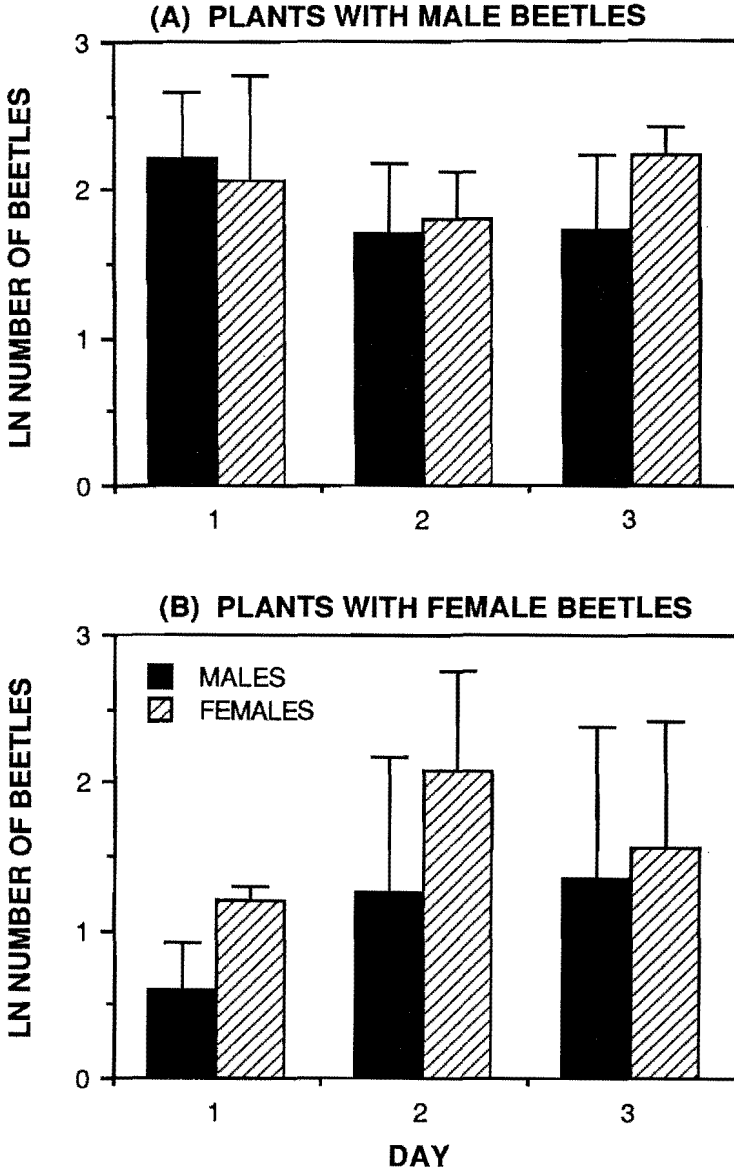 (A) PLANTS WITH MALE BEETLES
LN NUMBER OF BEETLES
3
2
1
0
1 2 3
(B) PLANTS WITH FEMALE BEETLES
LN NUMBER OF BEETLES
3
2
1
0
MALES
FEMALES
1 2 3
DAY